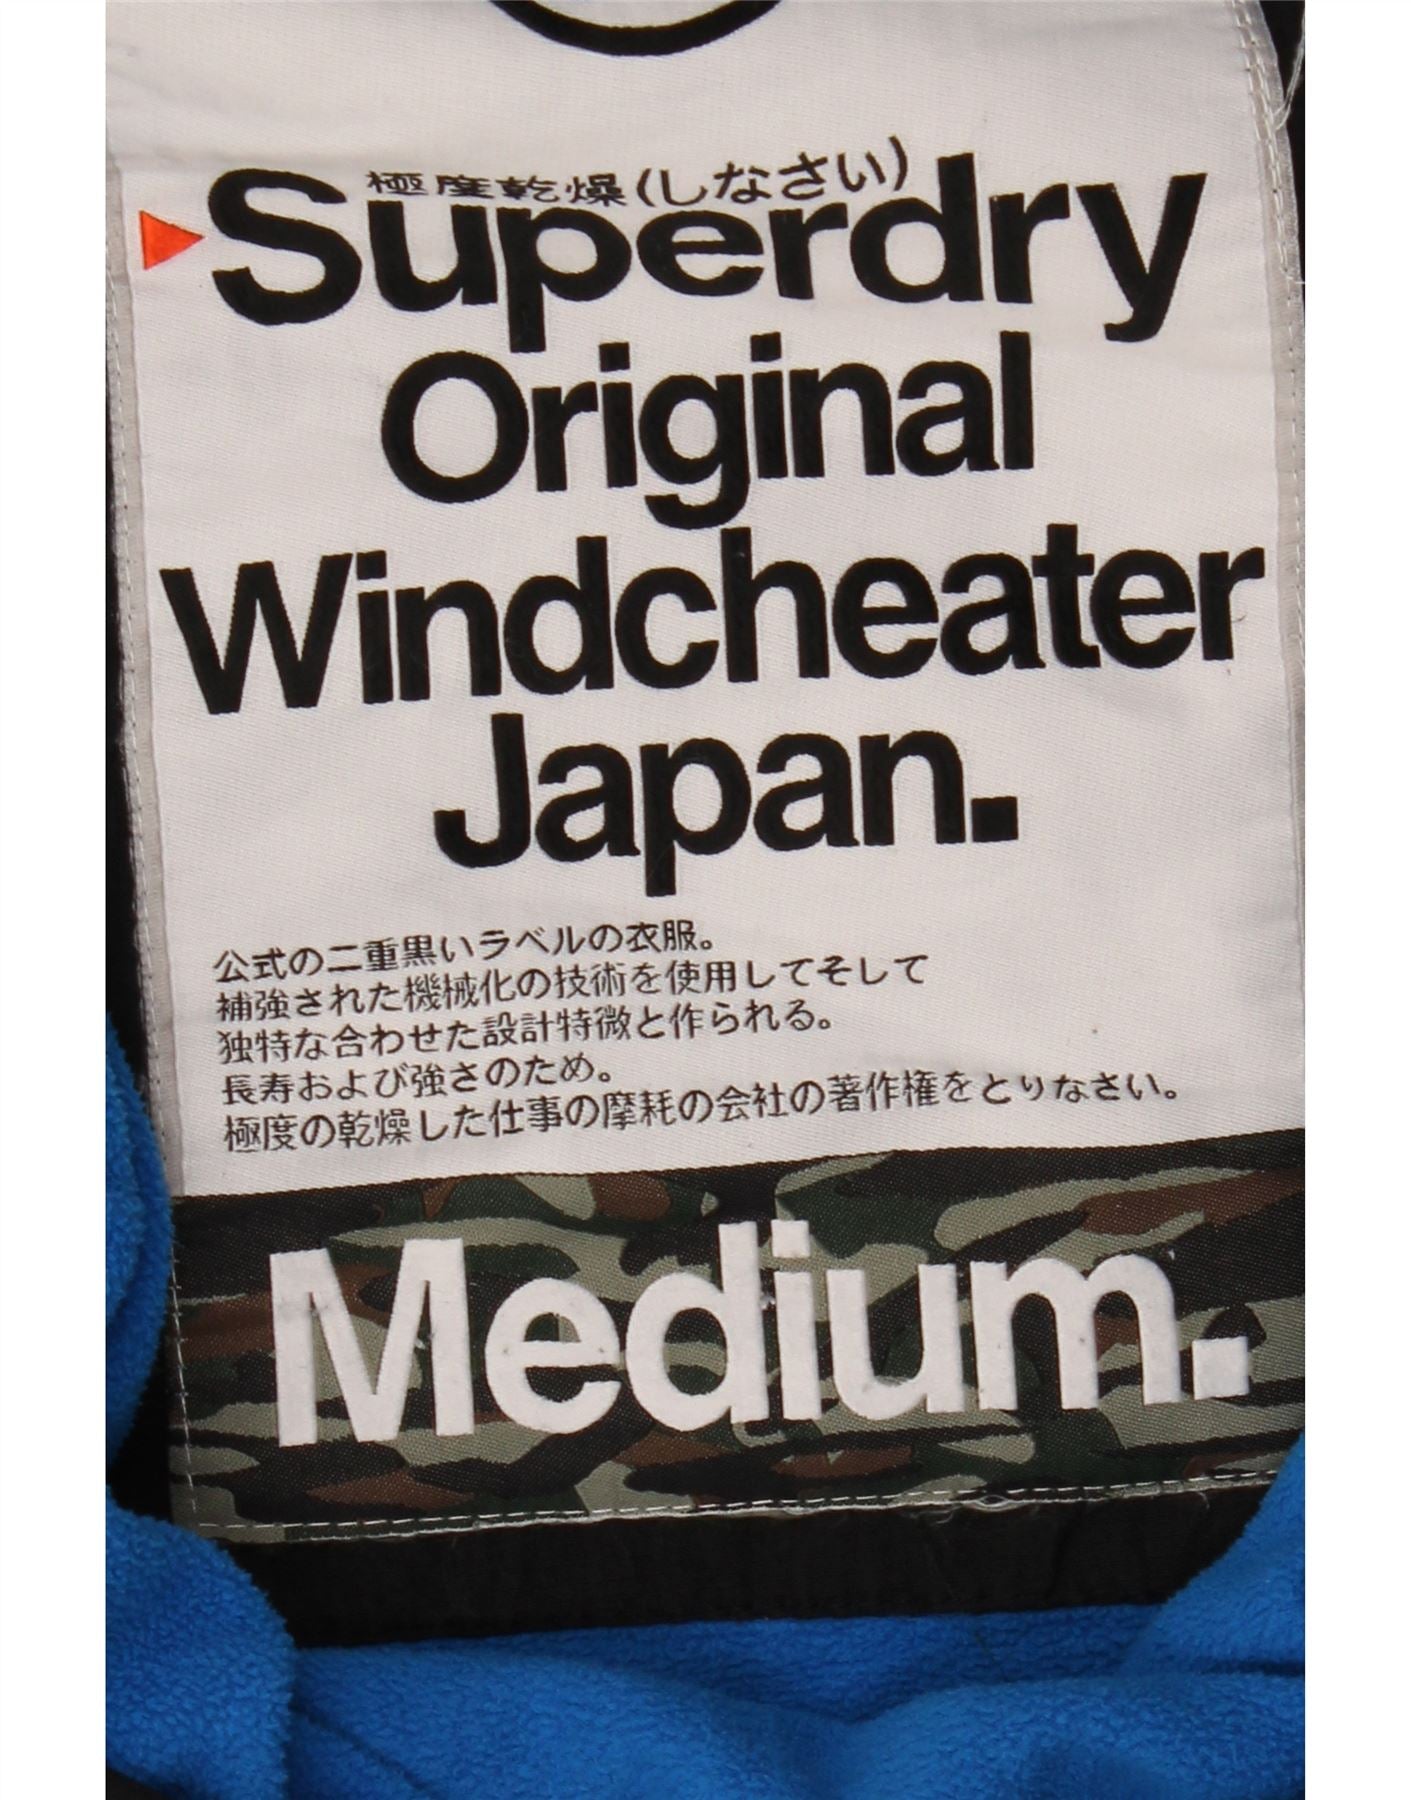 極度乾燥(しなさい)
Superdry
Original
Windcheater
Japan.
公式の二重黒いラベルの衣服。
補強された機械化の技術を使用してそして
独特な合わせた設計特徴と作られる。
長寿および強さのため。
極度の乾燥した仕事の摩耗の会社の著作権をとりなさい。
Medium.